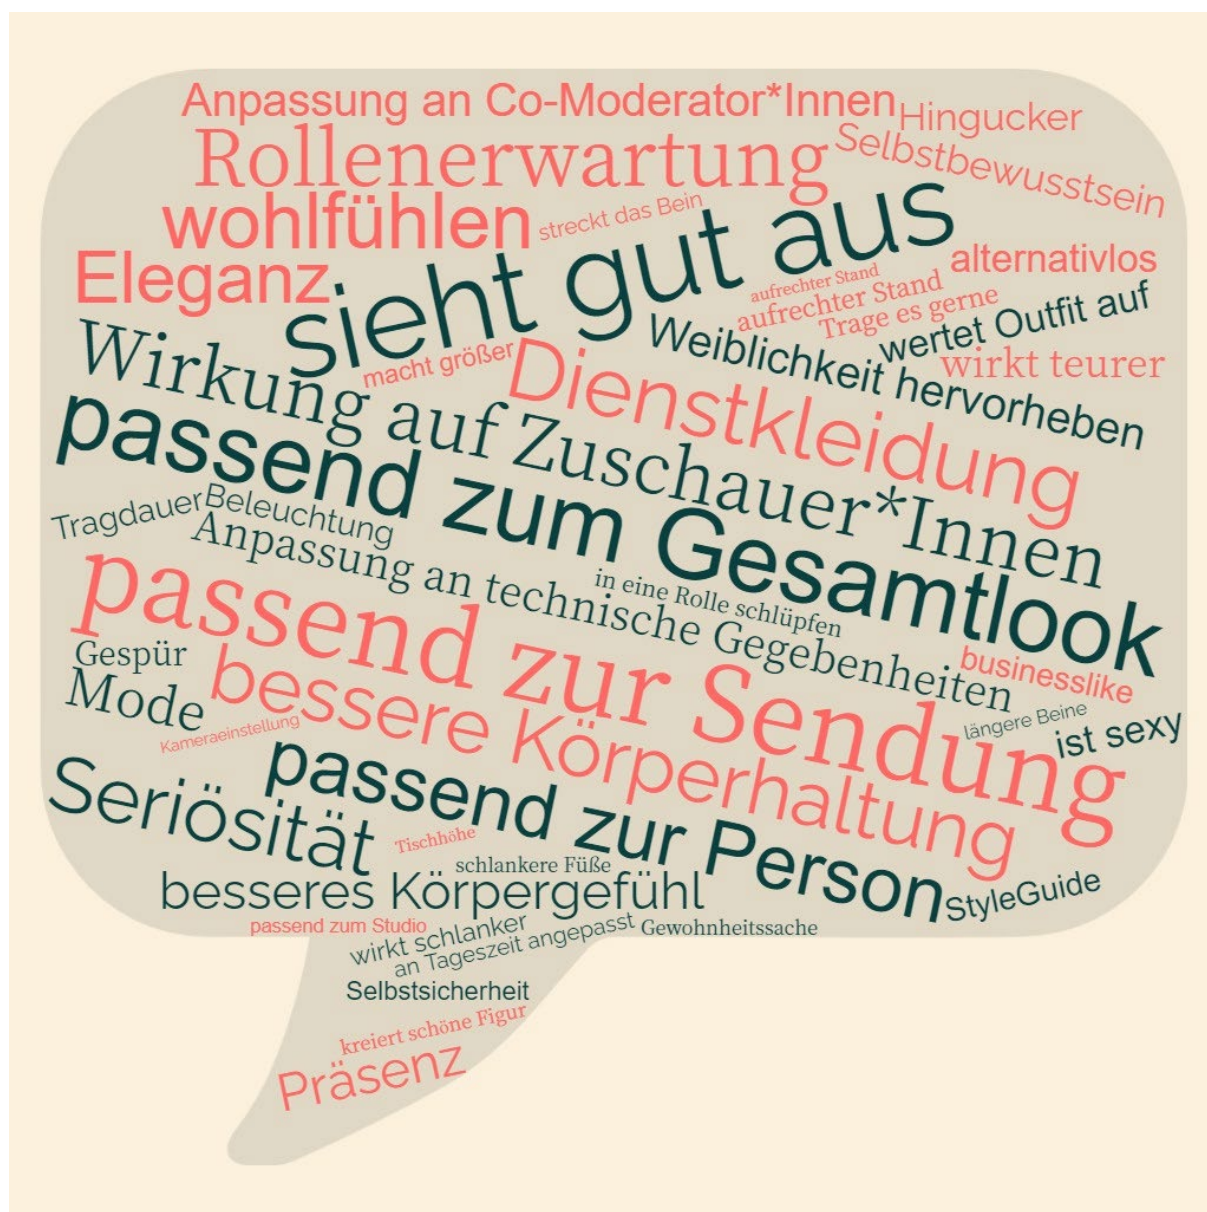 Anpassung an Co-Moderator*Innen
Hingucker
Rollenerwartung
Selbstbewusstsein
wohlfühlen
streckt das Bein
sieht gut aus
Eleganz
alternativlos
aufrechter Stand
aufrechter Stand
Trage es gerne
wertet Outfit auf
Weiblichkeit hervorheben
wirkt teurer
macht größer
Dienstkleidung
Wirkung auf Zuschauer*Innen
passend zum Gesamtlook
Tragdauer
Beleuchtung
Anpassung an technische Gegebenheiten
in eine Rolle schlüpfen
passend zur Sendung
Gespür
businesslike
Mode
bessere Körperhaltung
längere Beine
Kameraeinstellung
ist sexy
passend zur Person
Seriösität
Tischhöhe
schlankere Füße
besseres Körpergefühl
StyleGuide
passend zum Studio
wirkt schlanker
an Tageszeit angepasst
Gewohnheitssache
Selbstsicherheit
kreiert schöne Figur
Präsenz